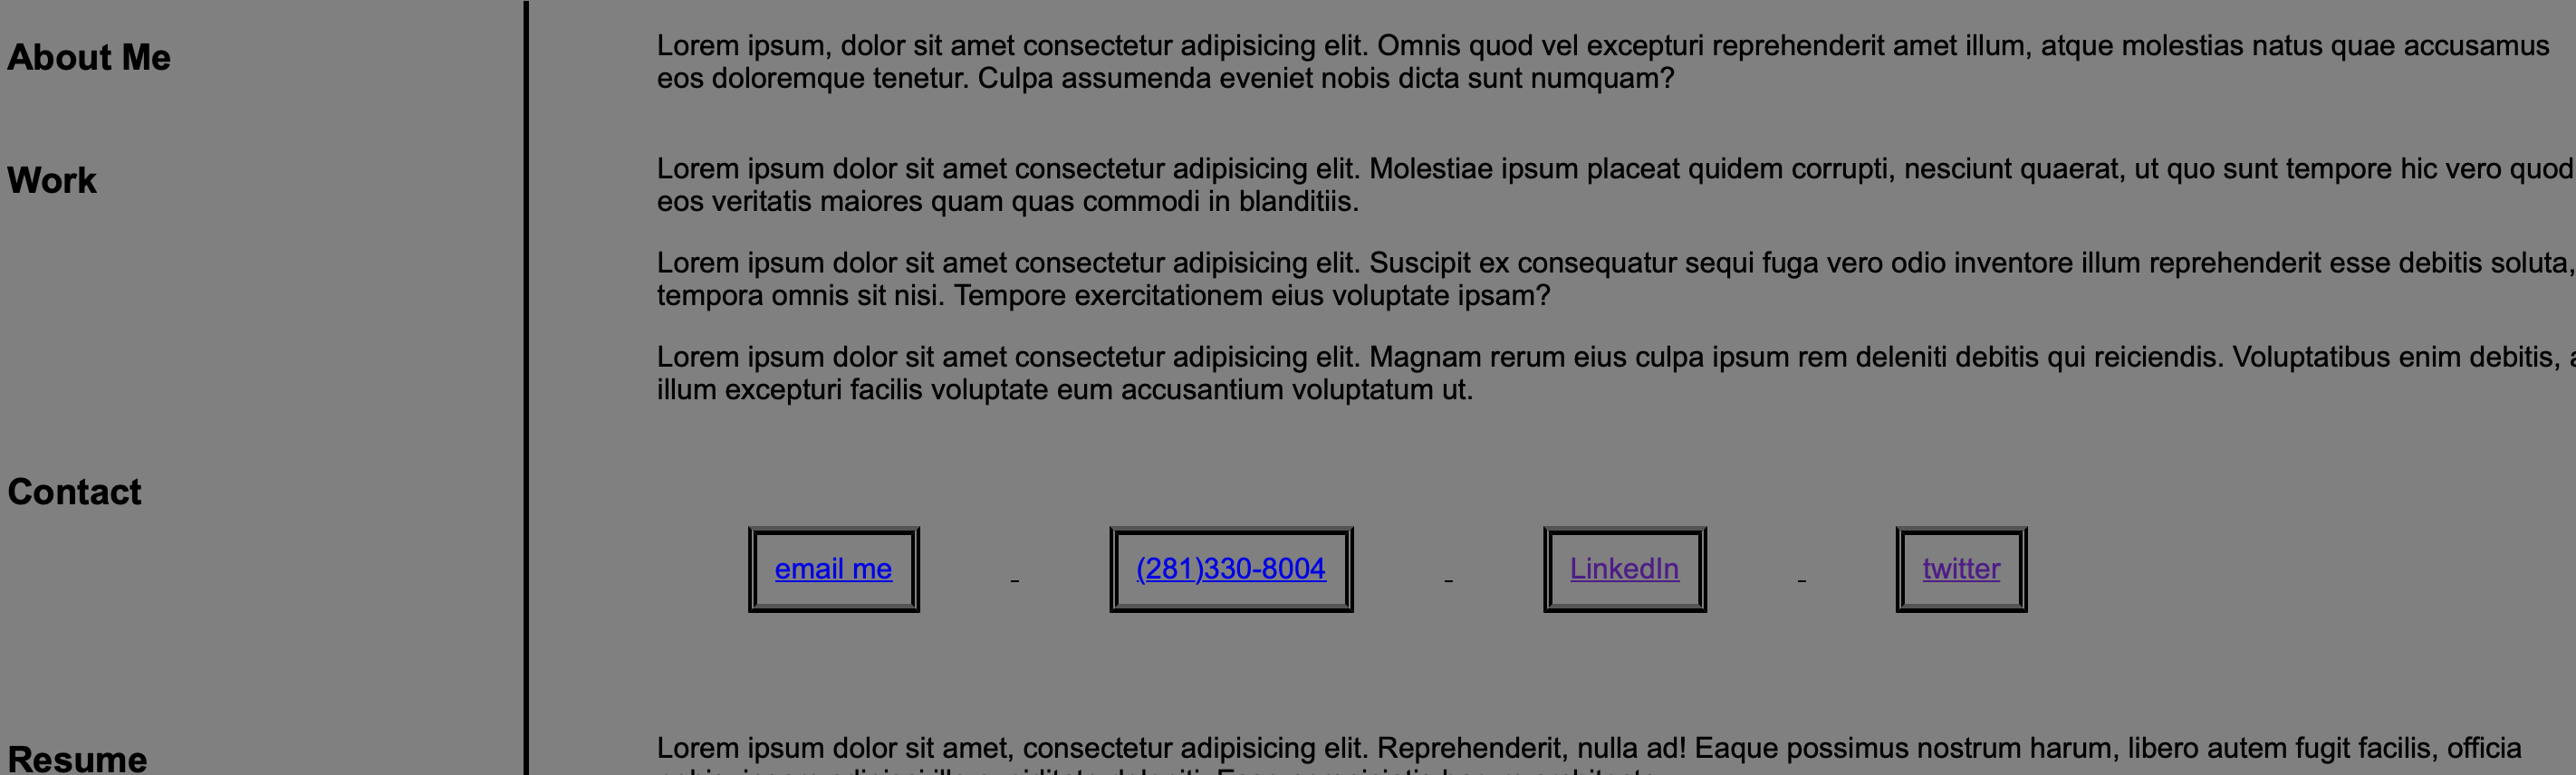 About Me
Lorem ipsum, dolor sit amet consectetur adipisicing elit. Omnis quod vel excepturi reprehenderit amet illum, atque molestias natus quae accusamus
eos doloremque tenetur. Culpa assumenda eveniet nobis dicta sunt numquam?
Work
Lorem ipsum dolor sit amet consectetur adipisicing elit. Molestiae ipsum placeat quidem corrupti, nesciunt quaerat, ut quo sunt tempore hic vero quod
eos veritatis maiores quam quas commodi in blanditiis.
Lorem ipsum dolor sit amet consectetur adipisicing elit. Suscipit ex consequatur sequi fuga vero odio inventore illum reprehenderit esse debitis soluta,
tempora omnis sit nisi. Tempore exercitationem eius voluptate ipsam?
Lorem ipsum dolor sit amet consectetur adipisicing elit. Magnam rerum eius culpa ipsum rem deleniti debitis qui reiciendis. Voluptatibus enim debitis,
illum excepturi facilis voluptate eum accusantium voluptatum ut.
Contact
email me (281)330-8004 LinkedIn twitter
Resume
Lorem ipsum dolor sit amet, consectetur adipisicing elit. Reprehenderit, nulla ad! Eaque possimus nostrum harum, libero autem fugit facilis, officia